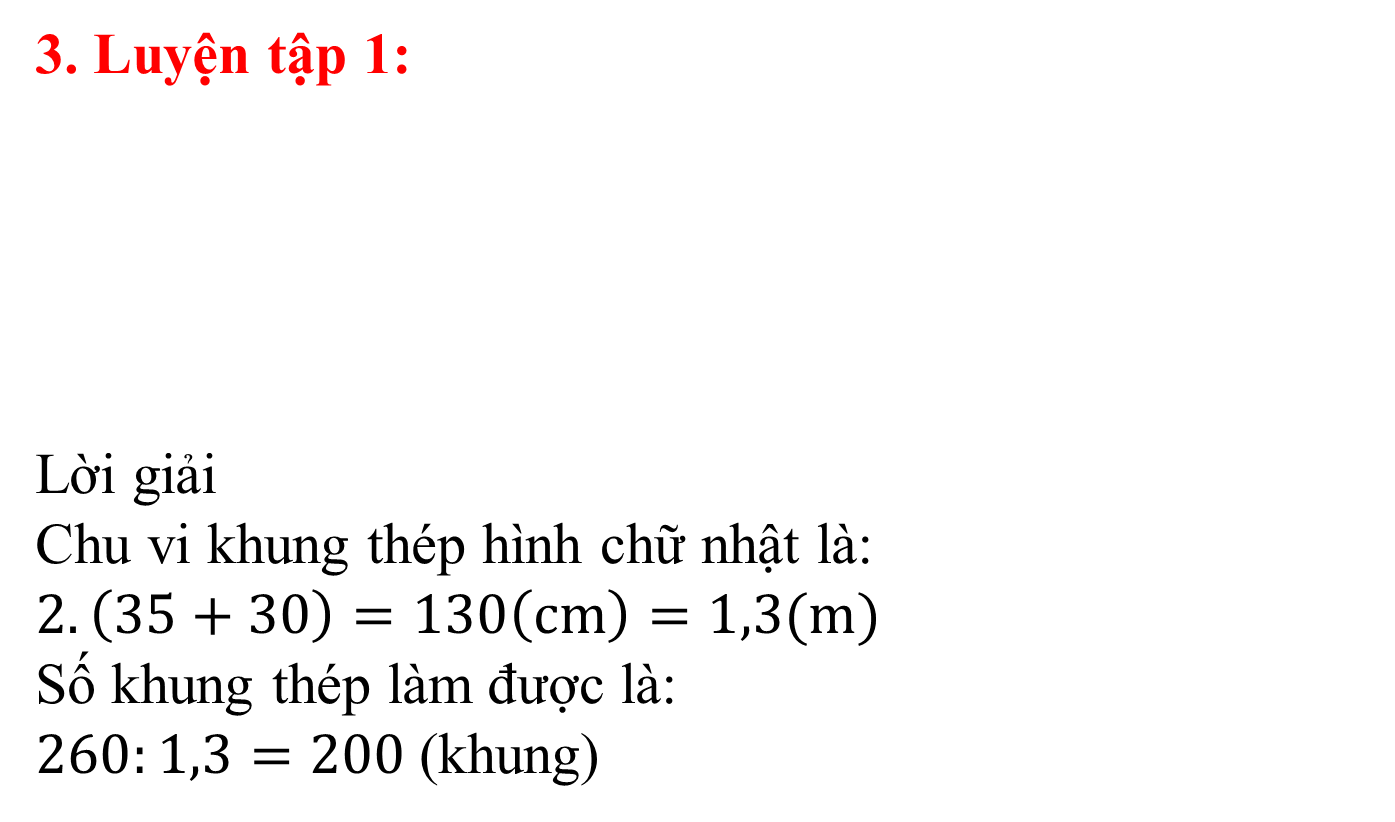 3. Luyện tập 1:
Lời giải
Chu vi khung thép hình chữ nhật là:
2. (35 + 30) = 130(cm) = 1,3(m)
Số khung thép làm được là:
260: 1,3 = 200 (khung)